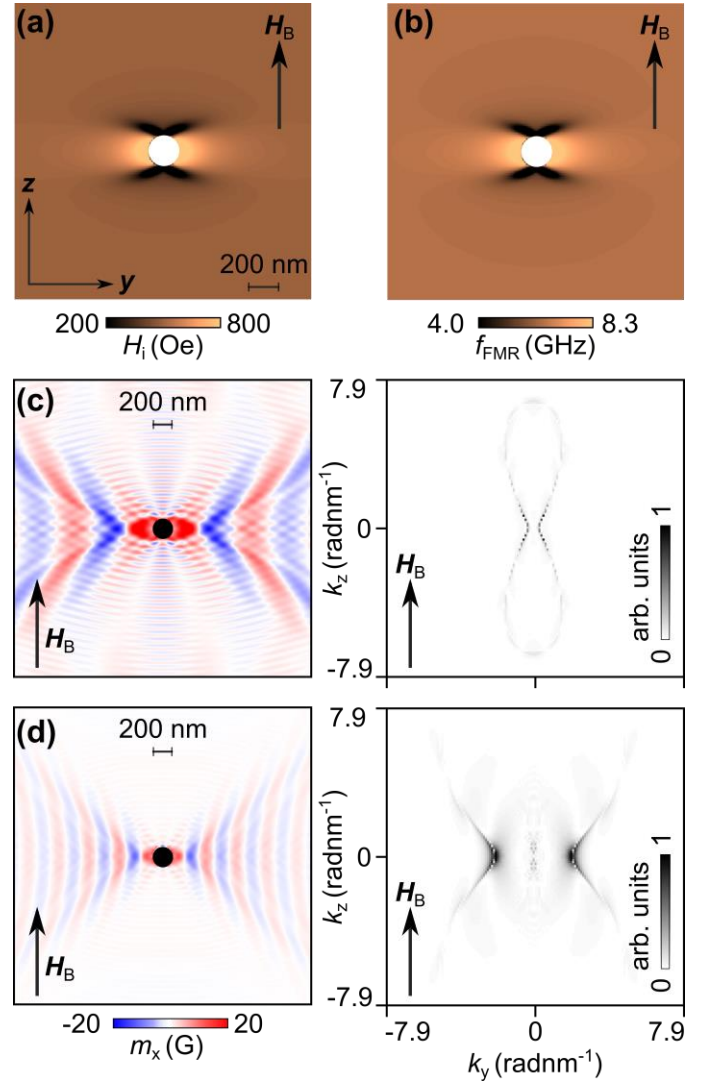 (a)
H_B
z
y
200 nm
200 800
H_i (Oe)
(b)
H_B
4.0 8.3
f_FMR (GHz)
(c)
200 nm
H_B
7.9
k_z (radnm⁻¹)
0
-7.9
H_B
arb. units
0 1
(d)
200 nm
H_B
-20 20
m_x (G)
7.9
k_z (radnm⁻¹)
0
-7.9
H_B
arb. units
0 1
-7.9 0 7.9
k_y (radnm⁻¹)